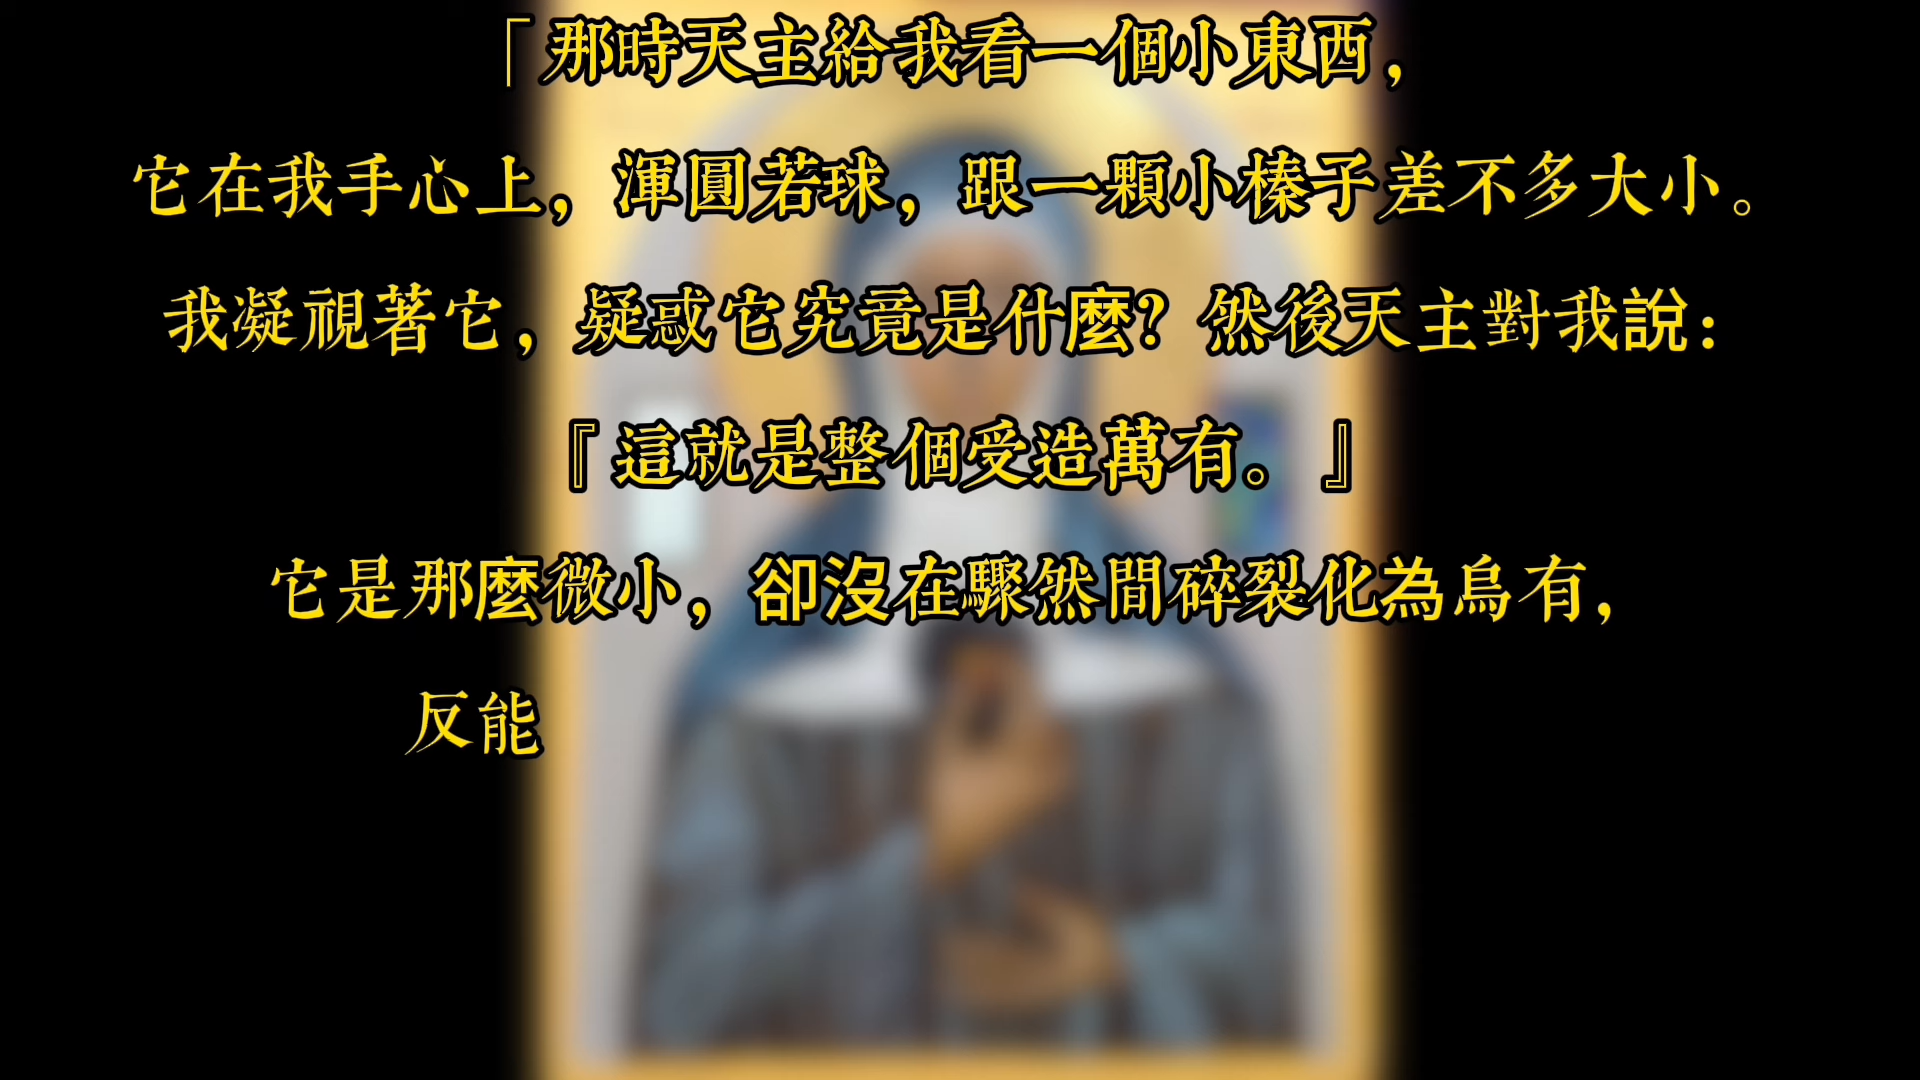 「那時天主給我看一個小東西，
它在我手心上，渾圓若球，跟一顆小榛子差不多大小。
我凝視著它，疑惑它究竟是什麼？然後天主對我說：
『這就是整個受造萬有。』
它是那麼微小，卻沒在驟然間碎裂化為烏有，
反能